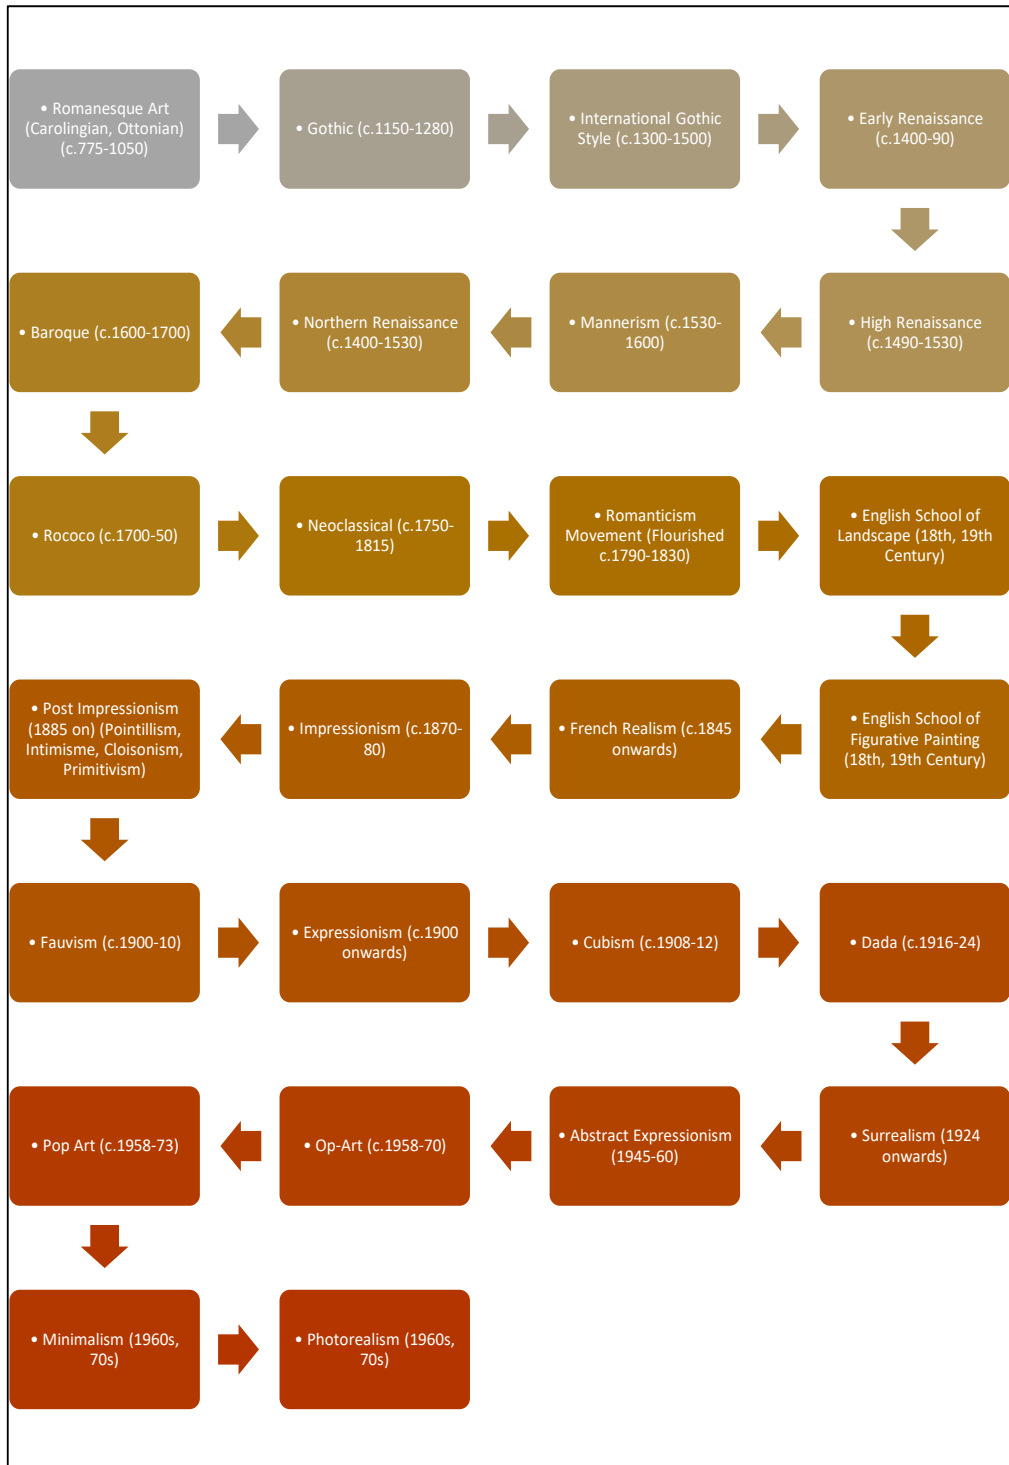 • Romanesque Art
(Carolingian, Ottonian)
(c.775-1050)
• Gothic (c.1150-1280)
• International Gothic
Style (c.1300-1500)
• Early Renaissance
(c.1400-90)
• High Renaissance
(c.1490-1530)
• Mannerism (c.1530-
1600)
• Northern Renaissance
(c.1400-1530)
• Baroque (c.1600-1700)
• Rococo (c.1700-50)
• Neoclassical (c.1750-
1815)
• Romanticism
Movement (Flourished
c.1790-1830)
• English School of
Landscape (18th, 19th
Century)
• English School of
Figurative Painting
(18th, 19th Century)
• French Realism (c.1845
onwards)
• Impressionism (c.1870-
80)
• Post Impressionism
(1885 on) (Pointillism,
Intimisme, Cloisonism,
Primitivism)
• Fauvism (c.1900-10)
• Expressionism (c.1900
onwards)
• Cubism (c.1908-12)
• Dada (c.1916-24)
• Surrealism (1924
onwards)
• Abstract Expressionism
(1945-60)
• Op-Art (c.1958-70)
• Pop Art (c.1958-73)
• Minimalism (1960s,
70s)
• Photorealism (1960s,
70s)